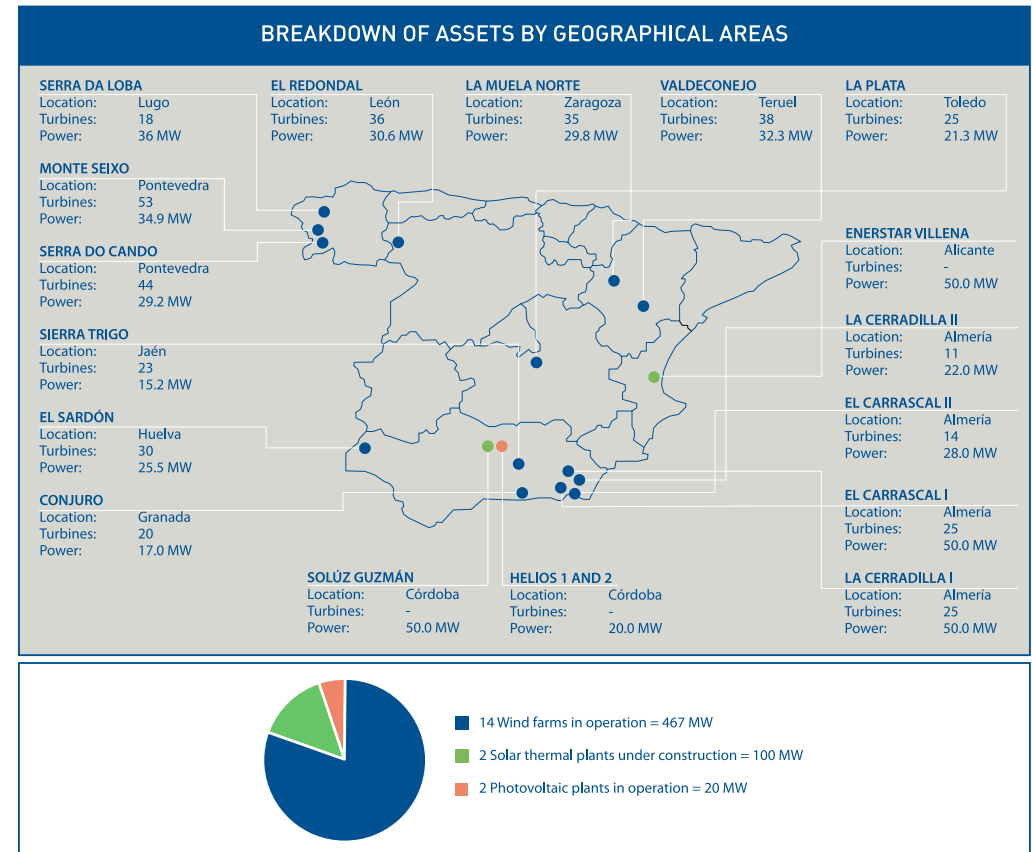 BREAKDOWN OF ASSETS BY GEOGRAPHICAL AREAS
SERRA DA LOBA
Location: Lugo
Turbines: 18
Power: 36 MW
EL REDONDAL
Location: León
Turbines: 36
Power: 30.6 MW
LA MUELA NORTE
Location: Zaragoza
Turbines: 35
Power: 29.8 MW
VALDECONEJO
Location: Teruel
Turbines: 38
Power: 32.3 MW
LA PLATA
Location: Toledo
Turbines: 25
Power: 21.3 MW
MONTE SEIXO
Location: Pontevedra
Turbines: 53
Power: 34.9 MW
SERRA DO CANDO
Location: Pontevedra
Turbines: 44
Power: 29.2 MW
SIERRA TRIGO
Location: Jaén
Turbines: 23
Power: 15.2 MW
EL SARDÓN
Location: Huelva
Turbines: 30
Power: 25.5 MW
CONJURO
Location: Granada
Turbines: 20
Power: 17.0 MW
ENERSTAR VILLENA
Location: Alicante
Turbines: -
Power: 50.0 MW
LA CERRADILLA II
Location: Almería
Turbines: 11
Power: 22.0 MW
EL CARRASCAL II
Location: Almería
Turbines: 14
Power: 28.0 MW
EL CARRASCAL I
Location: Almería
Turbines: 25
Power: 50.0 MW
LA CERRADILLA I
Location: Almería
Turbines: 25
Power: 50.0 MW
SOLÚZ GUZMÁN
Location: Córdoba
Turbines: -
Power: 50.0 MW
HELIOS 1 AND 2
Location: Córdoba
Turbines: -
Power: 20.0 MW
14 Wind farms in operation = 467 MW
2 Solar thermal plants under construction = 100 MW
2 Photovoltaic plants in operation = 20 MW